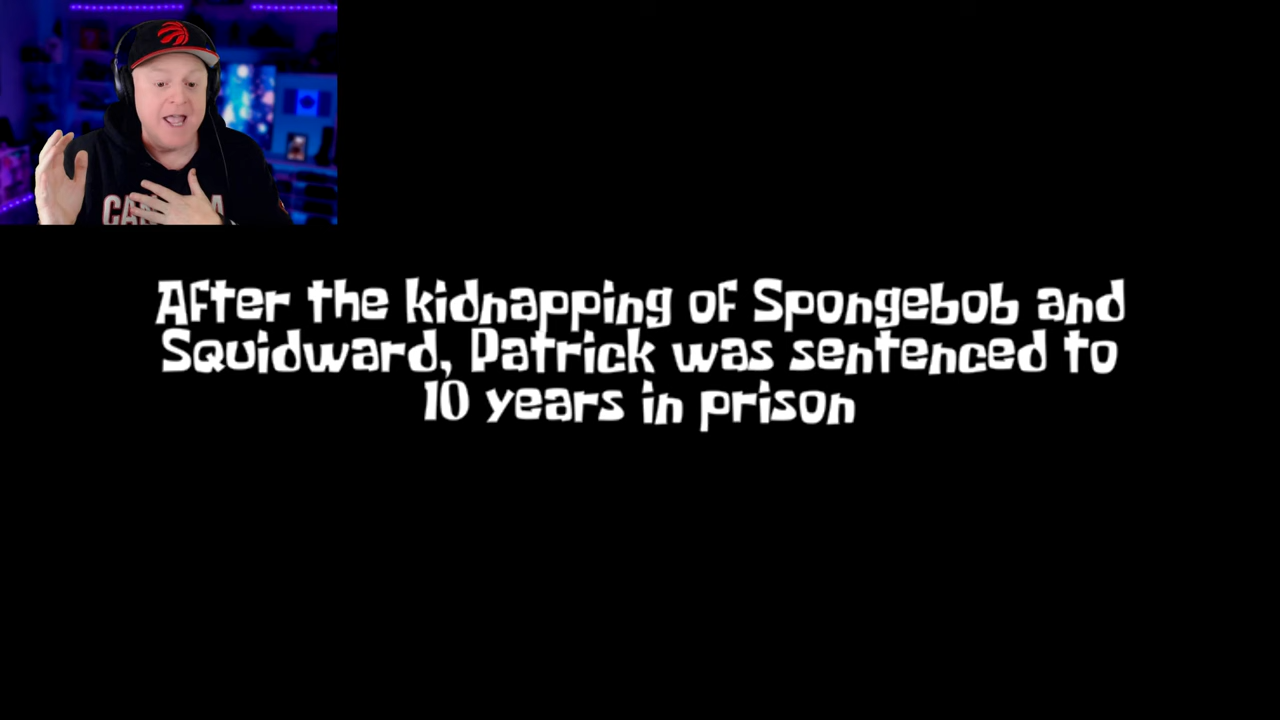 After the kidnapping of Spongebob and
Squidward, Patrick was sentenced to
10 years in prison